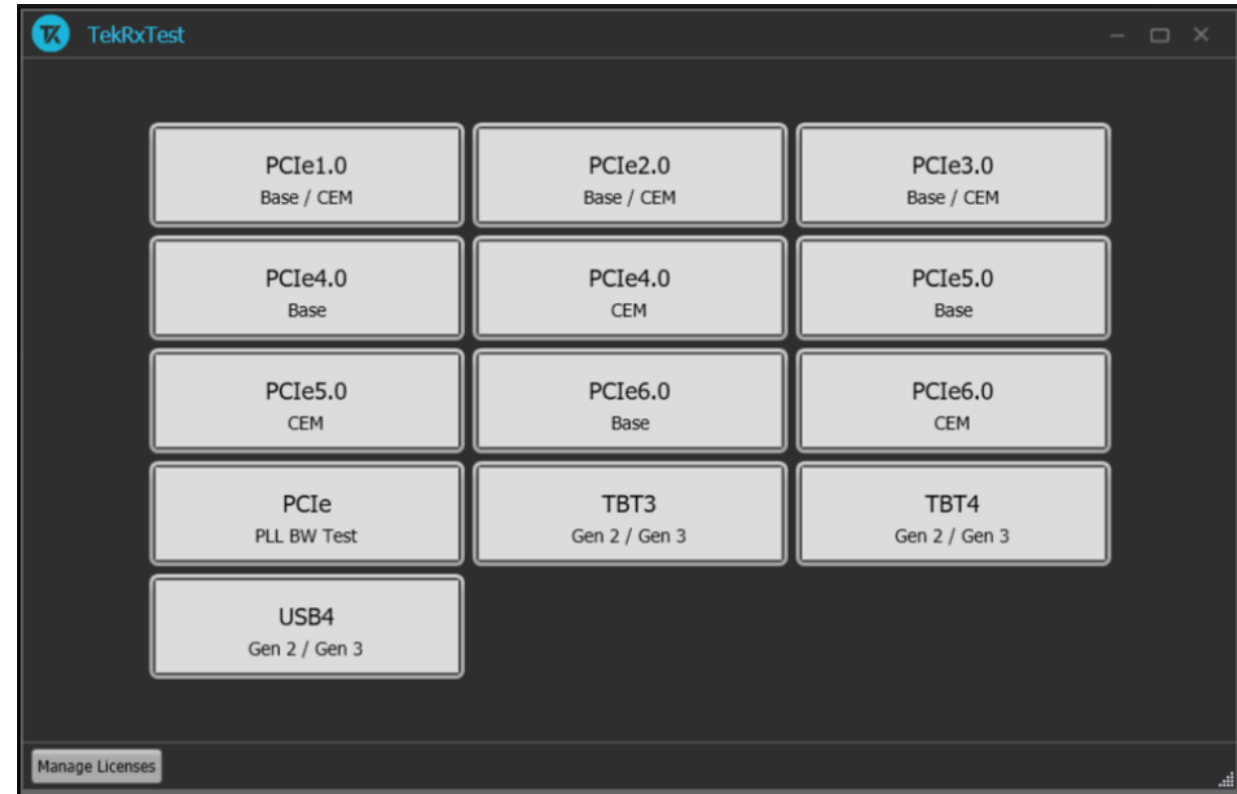 TK TekRxTest
PCIe1.0
Base / CEM
PCIe2.0
Base / CEM
PCIe3.0
Base / CEM
PCIe4.0
Base
PCIe4.0
CEM
PCIe5.0
Base
PCIe5.0
CEM
PCIe6.0
Base
PCIe6.0
CEM
PCIe
PLL BW Test
TBT3
Gen 2 / Gen 3
TBT4
Gen 2 / Gen 3
USB4
Gen 2 / Gen 3
Manage Licenses